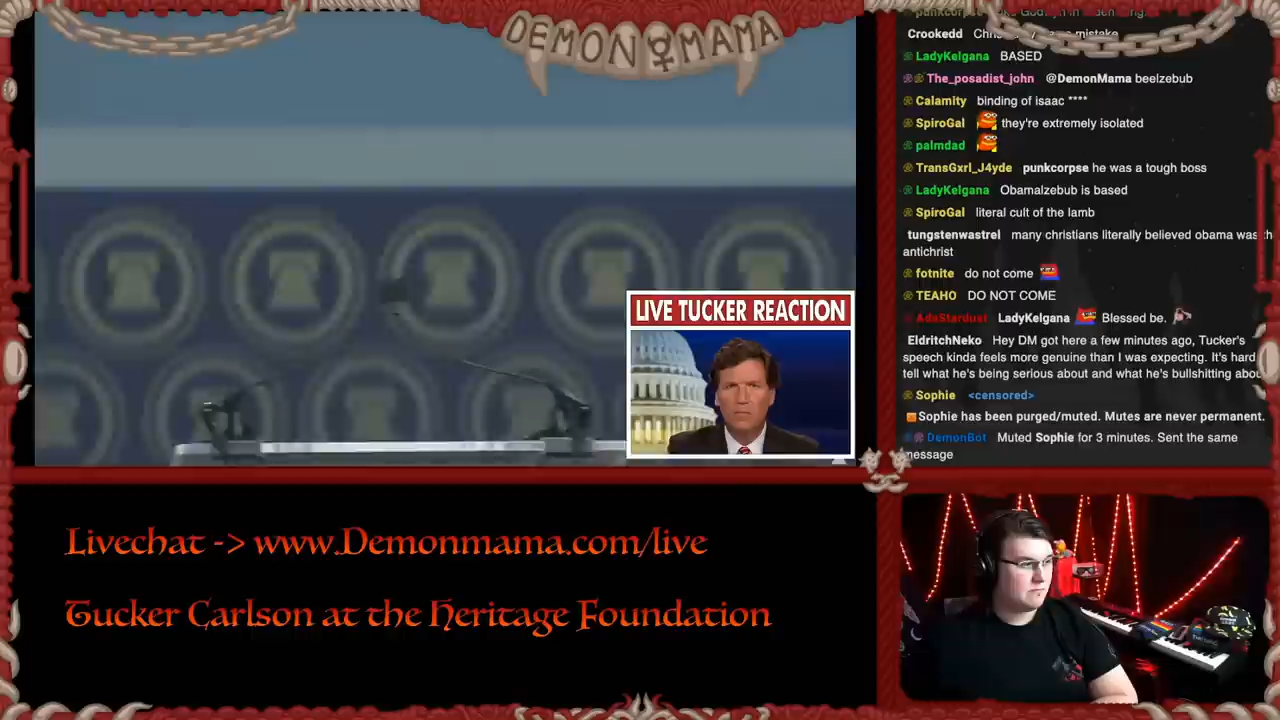 DEMON MAMA
LIVE TUCKER REACTION
Crookedd
mistake
LadyKelgana BASED
The_posadist_john @DemonMama beelzebub
Calamity binding of isaac ****
SpiroGal they're extremely isolated
palmdad
TransGxrl_J4yde punkcorpse he was a tough boss
LadyKelgana Obamalzebub is based
SpiroGal literal cult of the lamb
tungstenwastrel many christians literally believed obama was th
antichrist
fotnite do not come
TEAHO DO NOT COME
AdaStardust LadyKelgana Blessed be.
EldritchNeko Hey DM got here a few minutes ago, Tucker's
speech kinda feels more genuine than I was expecting. It's hard
tell what he's being serious about and what he's bullshitting abou
Sophie <censored>
Sophie has been purged/muted. Mutes are never permanent.
DemonBot Muted Sophie for 3 minutes. Sent the same
message
Livechat -> www.Demonmama.com/live
Tucker Carlson at the Heritage Foundation